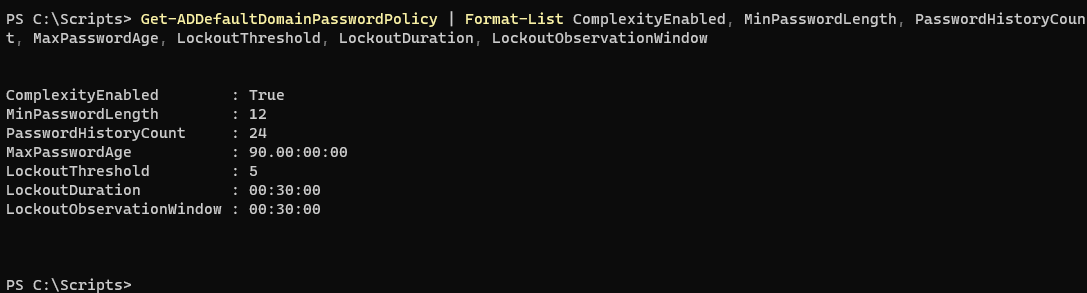 PS C:\Scripts> Get-ADDefaultDomainPasswordPolicy | Format-List ComplexityEnabled, MinPasswordLength, PasswordHistoryCoun
t, MaxPasswordAge, LockoutThreshold, LockoutDuration, LockoutObservationWindow
ComplexityEnabled        : True
MinPasswordLength        : 12
PasswordHistoryCount     : 24
MaxPasswordAge           : 90.00:00:00
LockoutThreshold         : 5
LockoutDuration          : 00:30:00
LockoutObservationWindow : 00:30:00
PS C:\Scripts>